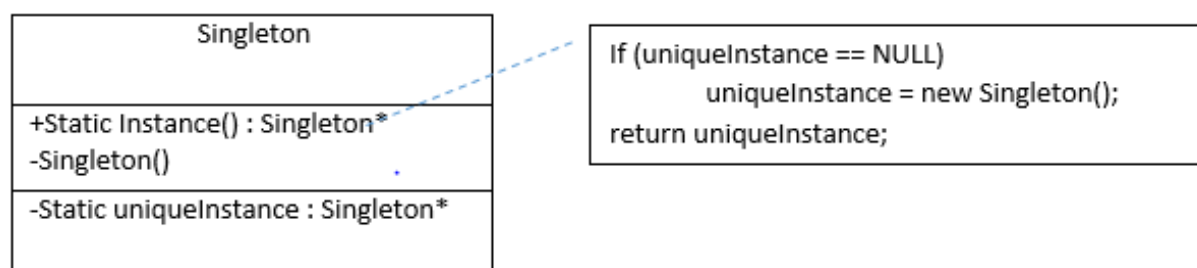 Singleton
+Static Instance() : Singleton*
-Singleton()
-Static uniqueInstance : Singleton*
If (uniqueInstance == NULL)
uniqueInstance = new Singleton();
return uniqueInstance;